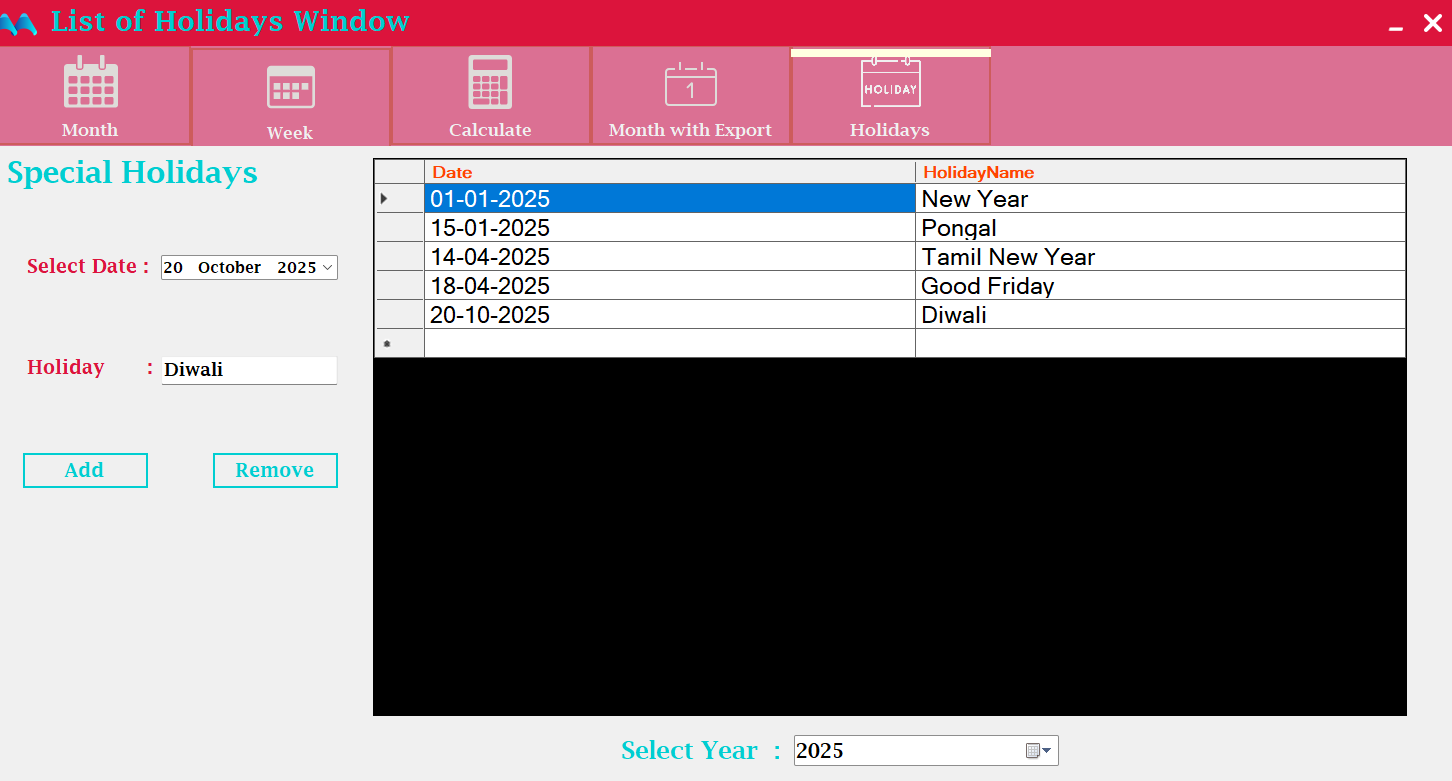 List of Holidays Window
Month
Week
Calculate
1
Month with Export
HOLIDAY
Holidays
Special Holidays
Select Date :
20 October 2025
Holiday :
Diwali
Add
Remove
Date HolidayName
01-01-2025 New Year
15-01-2025 Pongal
14-04-2025 Tamil New Year
18-04-2025 Good Friday
20-10-2025 Diwali
Select Year :
2025